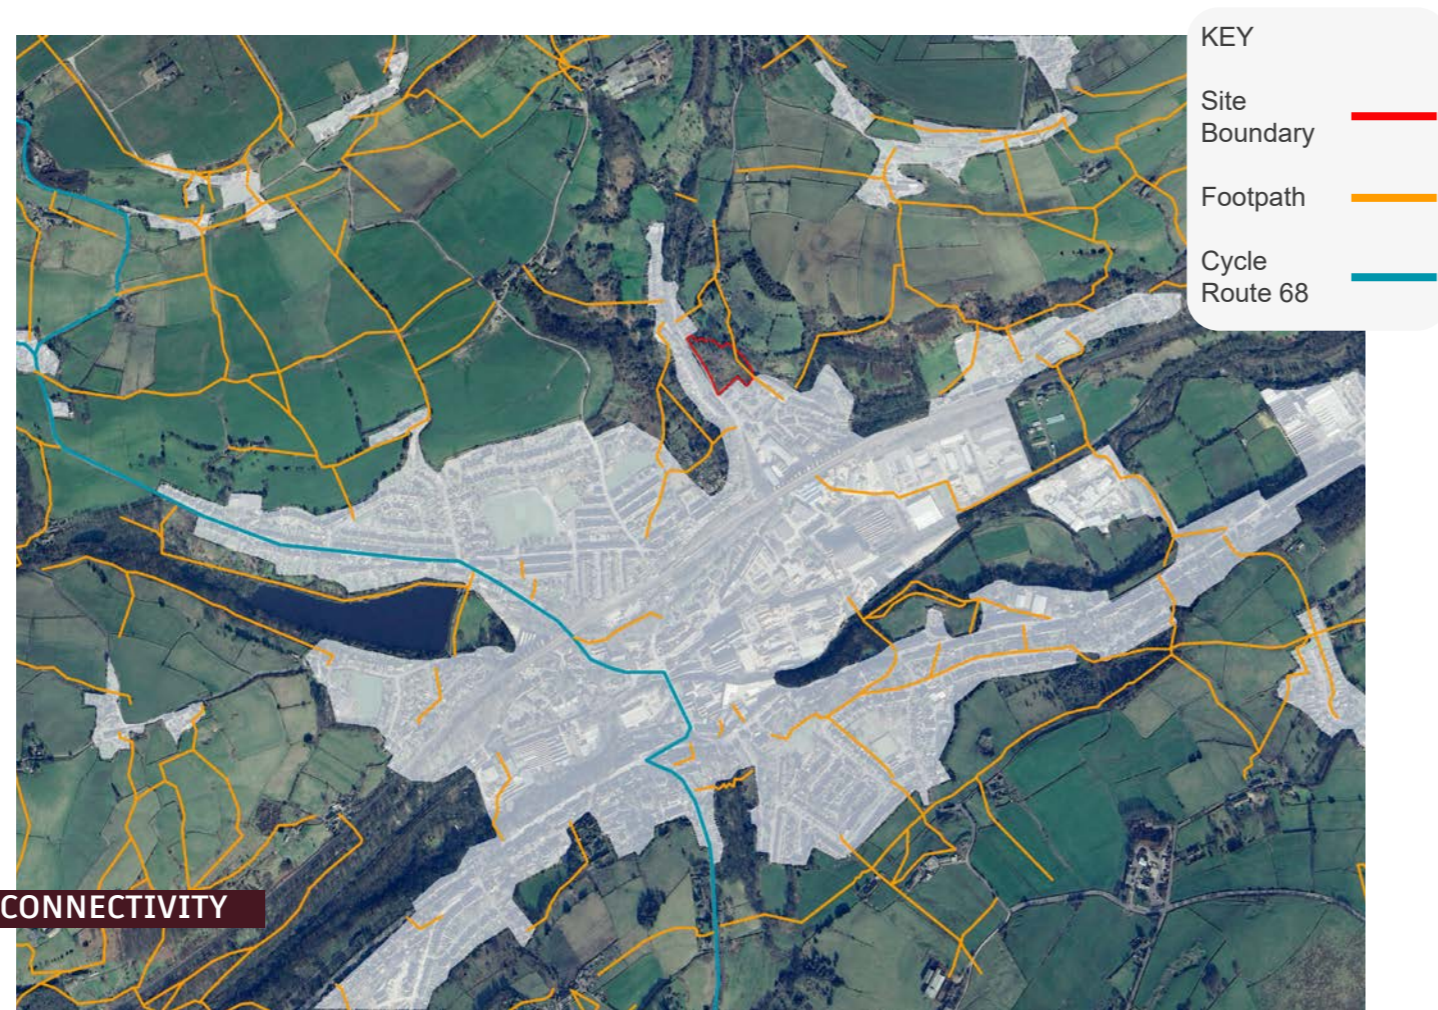 KEY
Site
Boundary
Footpath
Cycle
Route 68
CONNECTIVITY